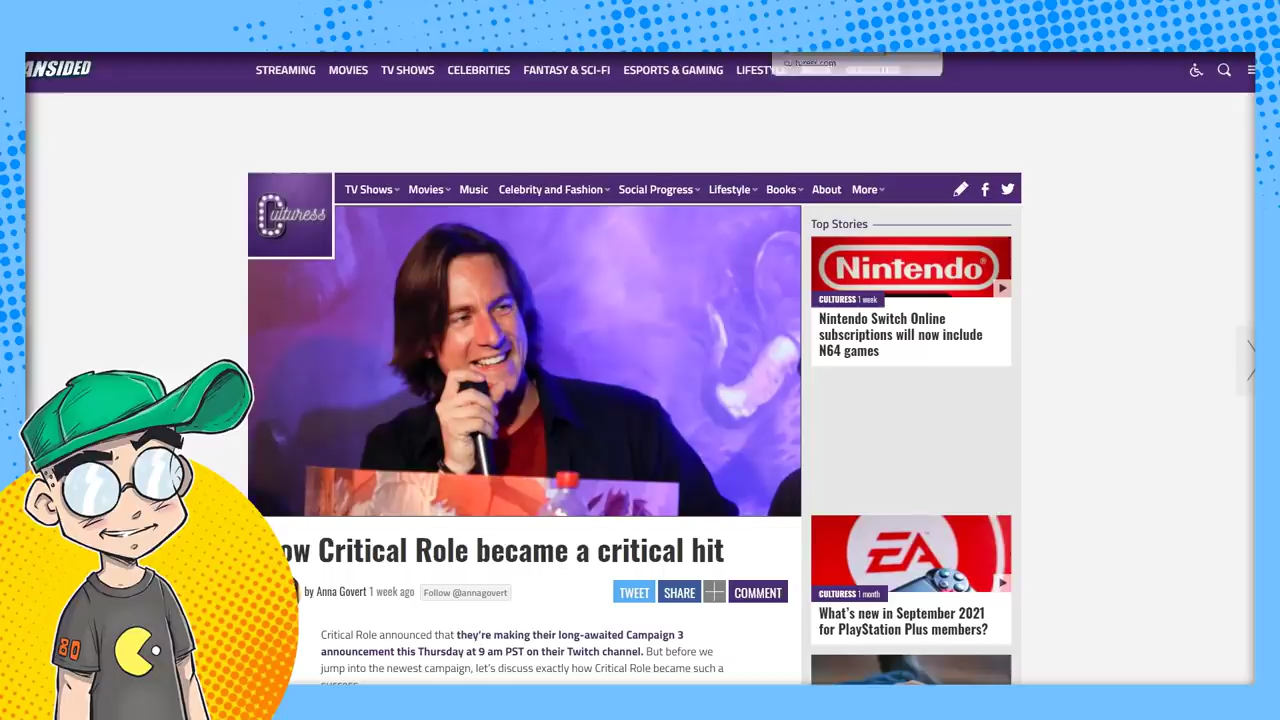 ANSIDED
STREAMING MOVIES TV SHOWS CELEBRITIES FANTASY & SCI-FI ESPORTS & GAMING LIFESTYLE
culturess.com
Culturess
TV Shows Movies Music Celebrity and Fashion Social Progress Lifestyle Books About More
Top Stories
Nintendo
CULTURESS 1 week
Nintendo Switch Online
subscriptions will now include
N64 games
EA
CULTURESS 1 month
What's new in September 2021
for PlayStation Plus members?
ow Critical Role became a critical hit
by Anna Govert 1 week ago Follow @annagovert
TWEET SHARE COMMENT
Critical Role announced that they're making their long-awaited Campaign 3
announcement this Thursday at 9 am PST on their Twitch channel. But before we
jump into the newest campaign, let's discuss exactly how Critical Role became such a
success.
80